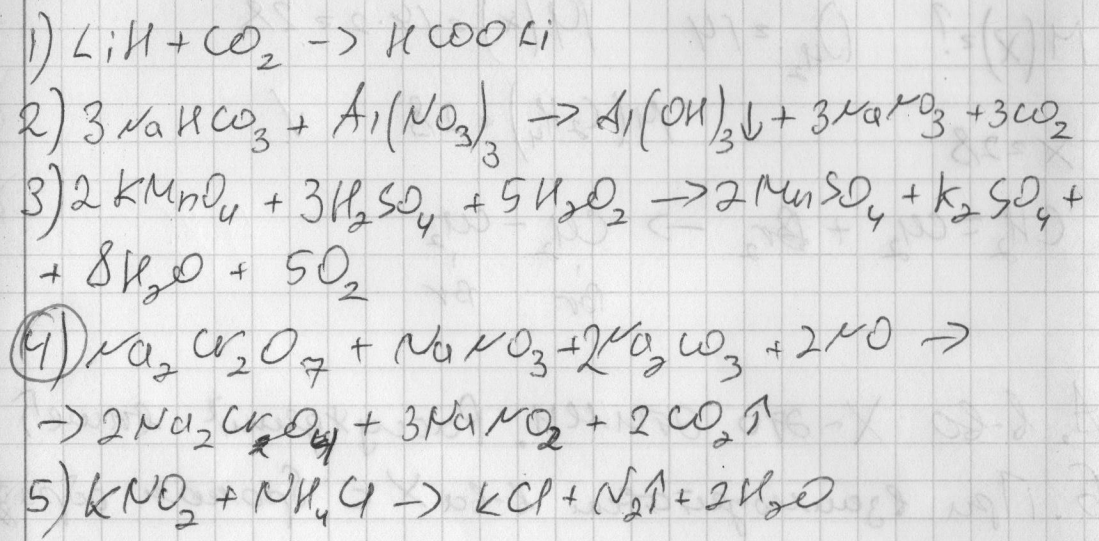 1) LiH + CO₂ → HCOOLi
2) 3NaHCO₃ + Al(NO₃)₃ → Al(OH)₃↓ + 3NaNO₃ + 3CO₂
3) 2KMnO₄ + 3H₂SO₄ + 5H₂O₂ → 2MnSO₄ + K₂SO₄ +
+ 8H₂O + 5O₂
4) Na₂Cr₂O₇ + NaNO₃ + 2Na₂CO₃ + 2NO →
→ 2Na₂CrO₄ + 3NaNO₂ + 2CO₂↑
5) KNO₂ + NH₄Cl → KCl + N₂↑ + 2H₂O